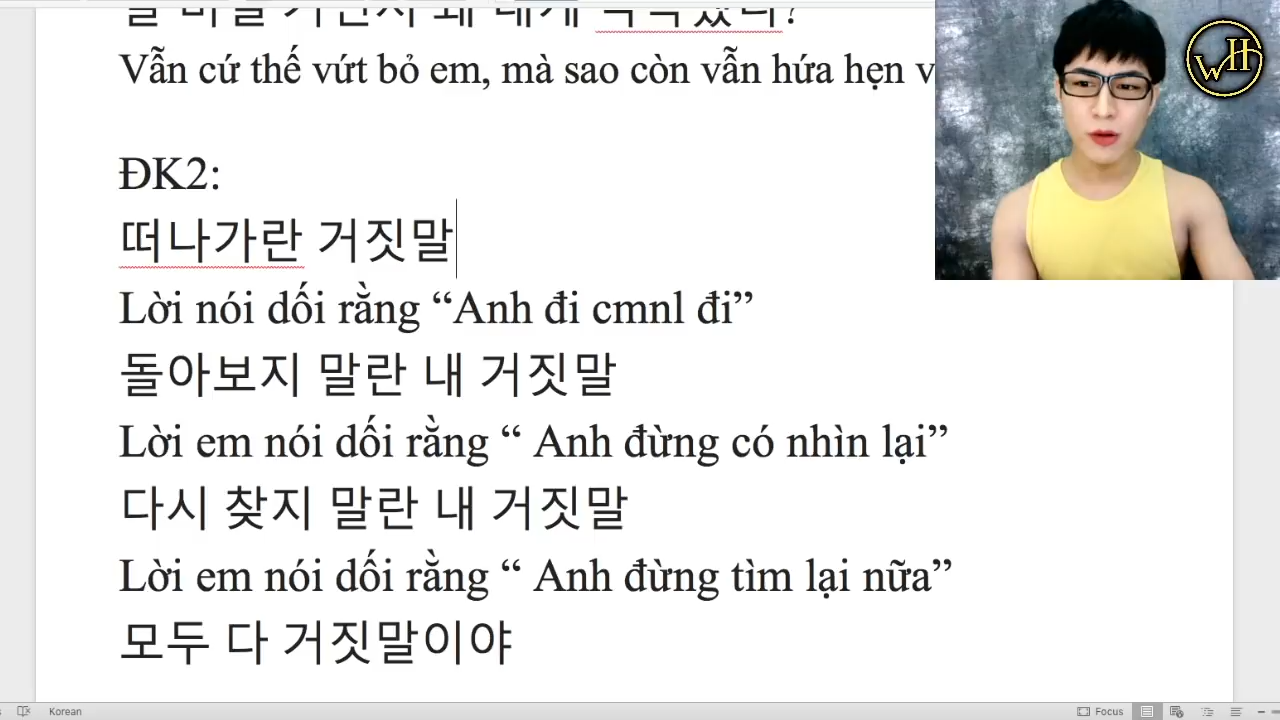 Vẫn cứ thế vứt bỏ em, mà sao còn vẫn hứa hẹn
ĐK2:
떠나가란 거짓말
Lời nói dối rằng “Anh đi cmnl đi”
돌아보지 말란 내 거짓말
Lời em nói dối rằng “ Anh đừng có nhìn lại”
다시 찾지 말란 내 거짓말
Lời em nói dối rằng “ Anh đừng tìm lại nữa”
모두 다 거짓말이야
Korean
Focus
WH